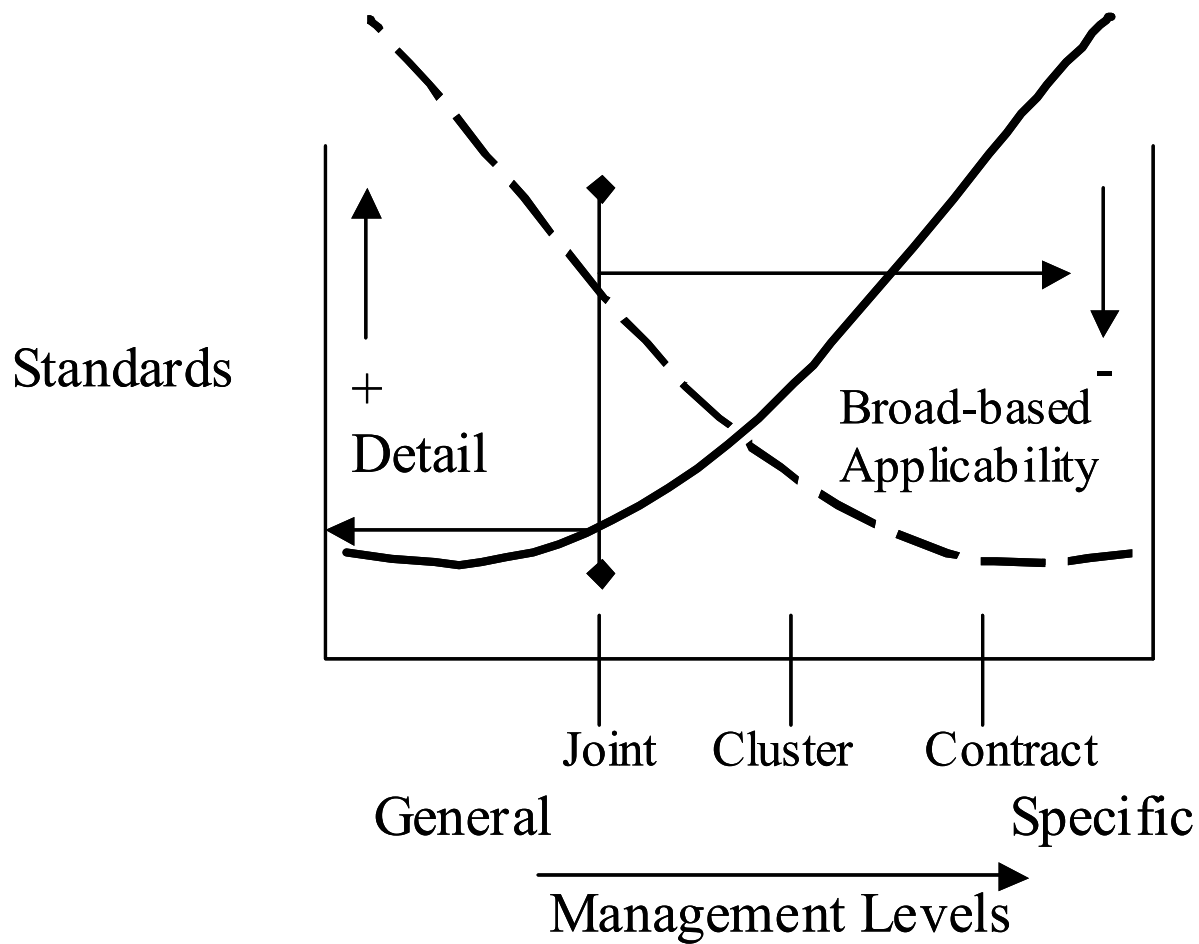 Standards
+
Detail
-
Broad-based
Applicability
Joint Cluster Contract
General Specific
Management Levels